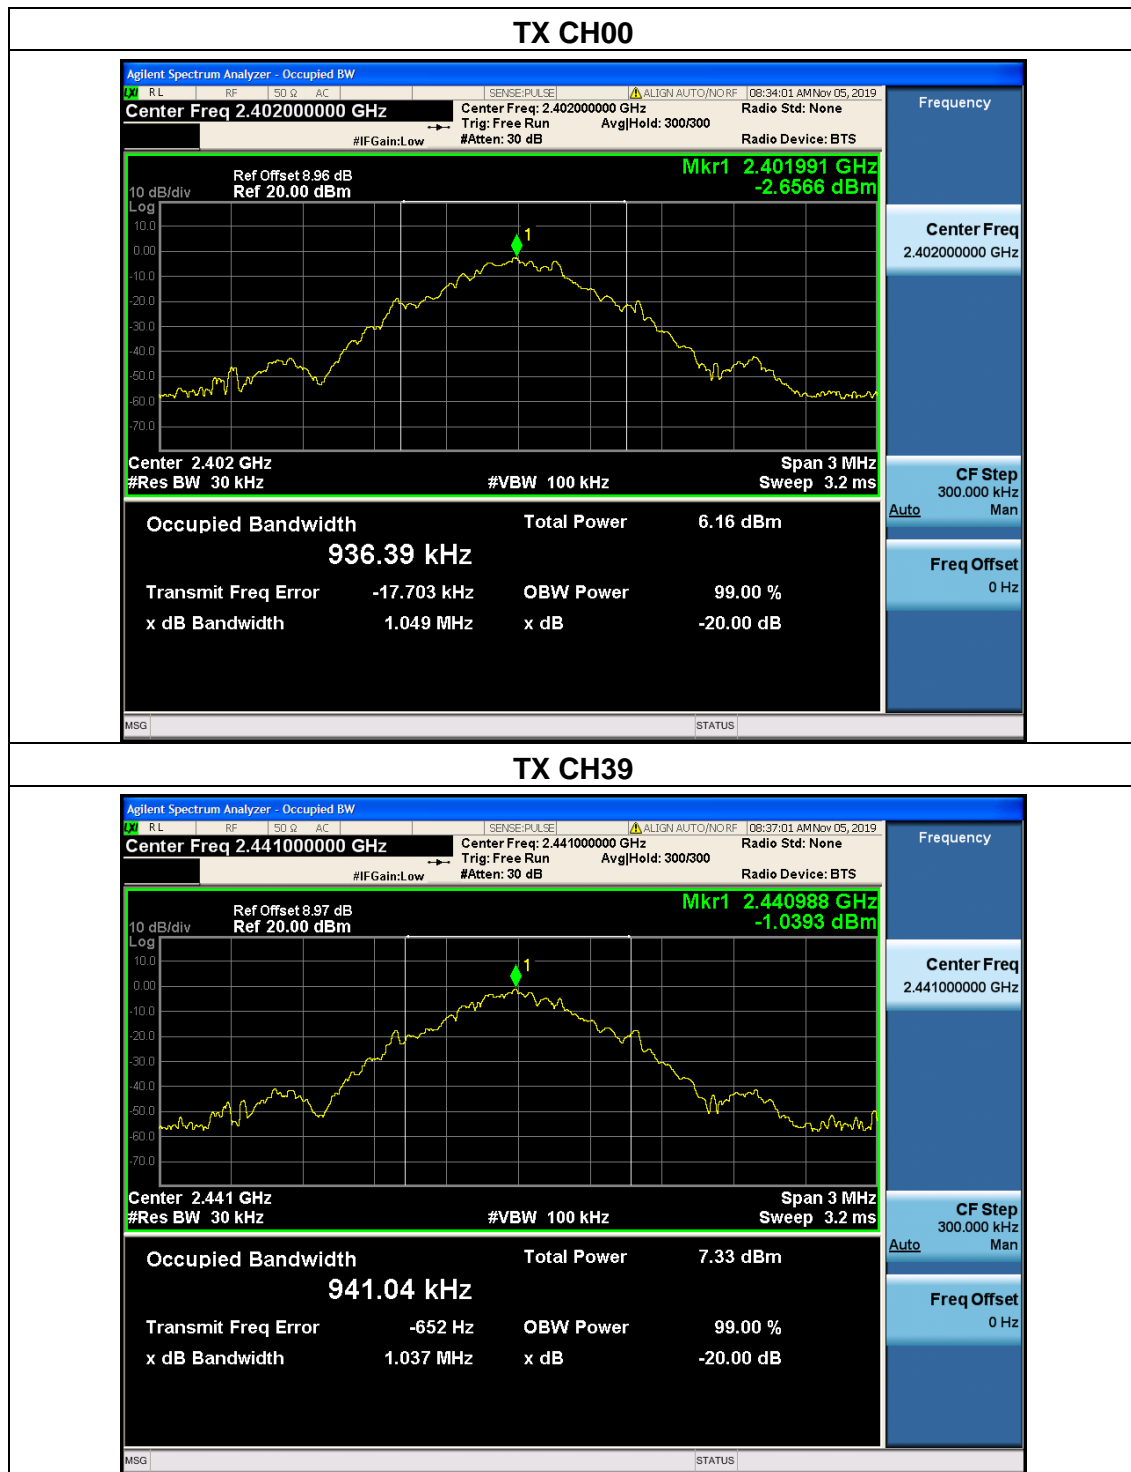 TX CH00
Agilent Spectrum Analyzer - Occupied BW
LXI RL RF 50 Ω AC SENSE:PULSE ALIGN AUTO/NO RF 08:34:01 AM Nov 05, 2019
Center Freq 2.402000000 GHz
Center Freq: 2.402000000 GHz Radio Std: None
Trig: Free Run Avg|Hold: 300/300
#IFGain:Low #Atten: 30 dB Radio Device: BTS
Frequency
Mkr1 2.401991 GHz
-2.6566 dBm
Ref Offset 8.96 dB
10 dB/div Ref 20.00 dBm
Log
10.0
0.00
-10.0
-20.0
-30.0
-40.0
-50.0
-60.0
-70.0
1
Center 2.402 GHz Span 3 MHz
#Res BW 30 kHz #VBW 100 kHz Sweep 3.2 ms
Center Freq
2.402000000 GHz
CF Step
300.000 kHz
Auto Man
Freq Offset
0 Hz
Occupied Bandwidth Total Power 6.16 dBm
936.39 kHz
Transmit Freq Error -17.703 kHz OBW Power 99.00 %
x dB Bandwidth 1.049 MHz x dB -20.00 dB
MSG STATUS
TX CH39
Agilent Spectrum Analyzer - Occupied BW
LXI RL RF 50 Ω AC SENSE:PULSE ALIGN AUTO/NO RF 08:37:01 AM Nov 05, 2019
Center Freq 2.441000000 GHz
Center Freq: 2.441000000 GHz Radio Std: None
Trig: Free Run Avg|Hold: 300/300
#IFGain:Low #Atten: 30 dB Radio Device: BTS
Frequency
Mkr1 2.440988 GHz
-1.0393 dBm
Ref Offset 8.97 dB
10 dB/div Ref 20.00 dBm
Log
10.0
0.00
-10.0
-20.0
-30.0
-40.0
-50.0
-60.0
-70.0
1
Center 2.441 GHz Span 3 MHz
#Res BW 30 kHz #VBW 100 kHz Sweep 3.2 ms
Center Freq
2.441000000 GHz
CF Step
300.000 kHz
Auto Man
Freq Offset
0 Hz
Occupied Bandwidth Total Power 7.33 dBm
941.04 kHz
Transmit Freq Error -652 Hz OBW Power 99.00 %
x dB Bandwidth 1.037 MHz x dB -20.00 dB
MSG STATUS